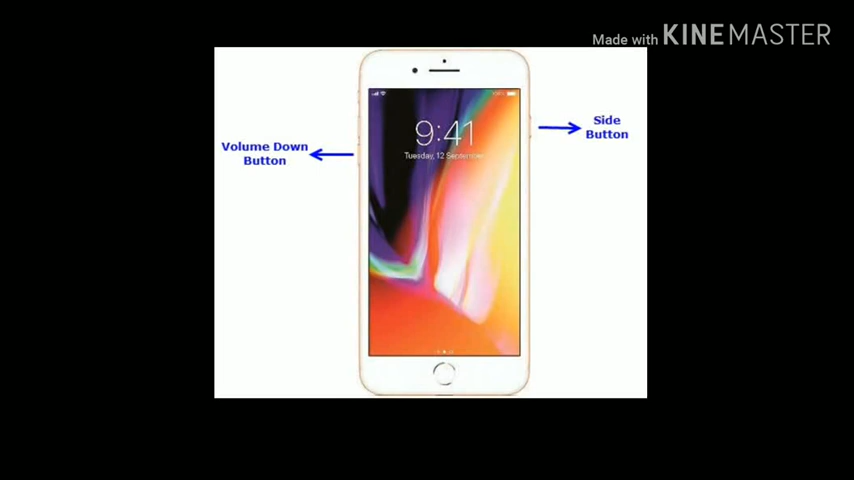 Made with KINEMASTER
9:41
Tuesday, 12 September
Volume Down
Button
Side
Button